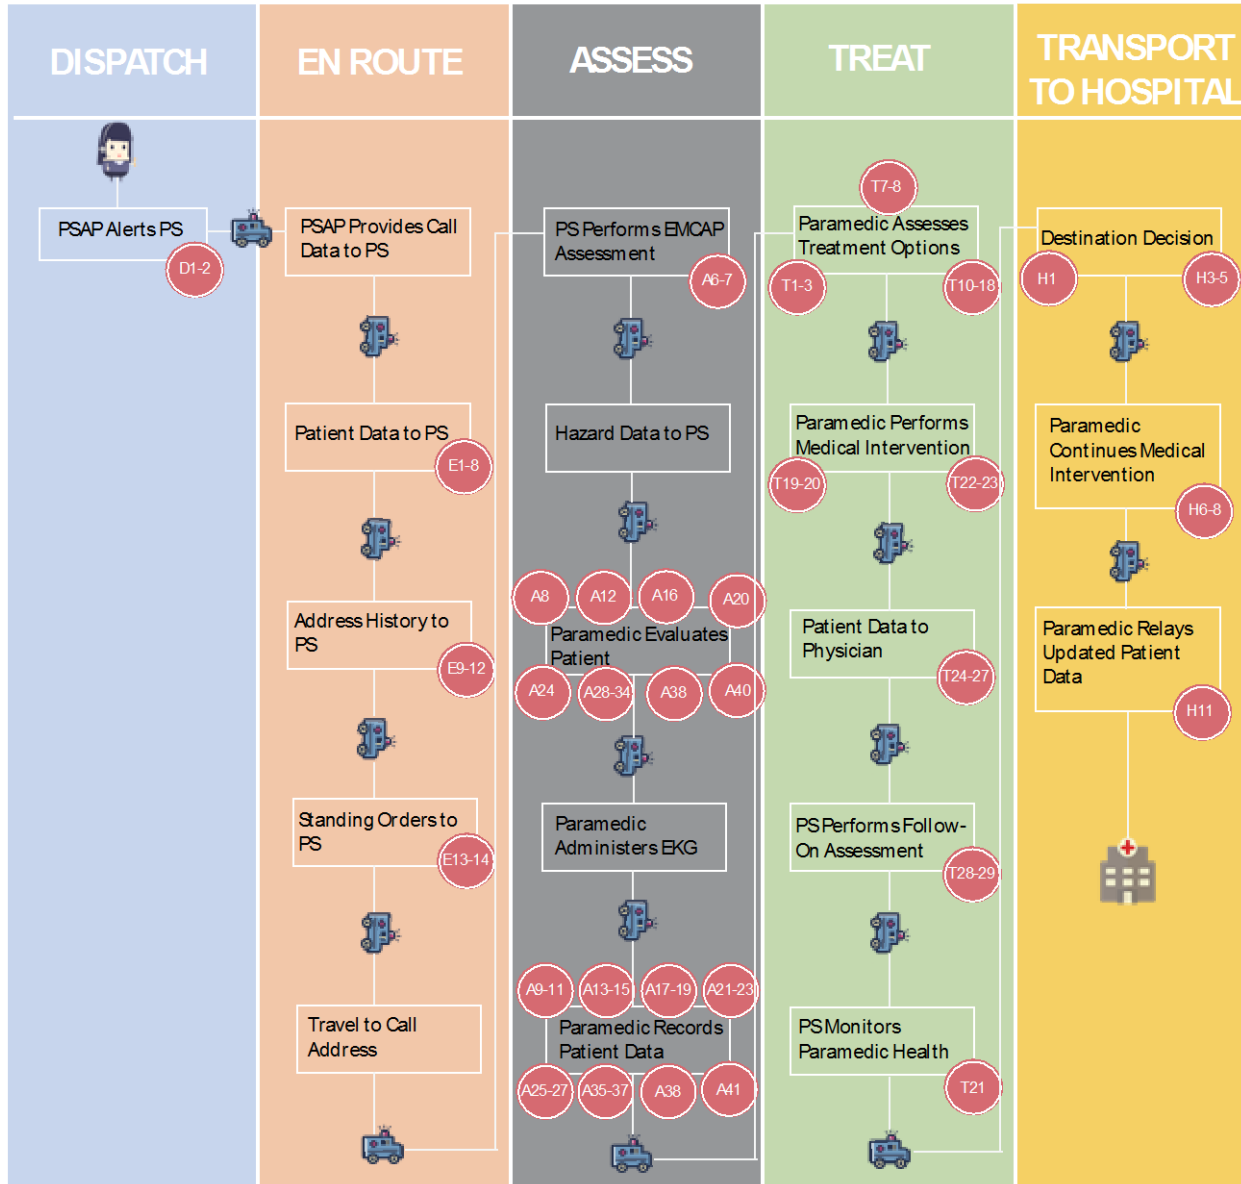 DISPATCH
EN ROUTE
ASSESS
TREAT
TRANSPORT
TO HOSPITAL
PSAP Alerts PS
D1-2
PSAP Provides Call
Data to PS
Patient Data to PS
E1-8
Address History to
PS
E9-12
Standing Orders to
PS
E13-14
Travel to Call
Address
PS Performs EMCAP
Assessment
A6-7
Hazard Data to PS
A8
A12
A16
A20
Paramedic Evaluates
Patient
A24
A28-34
A38
A40
Paramedic
Administers EKG
A9-11
A13-15
A17-19
A21-23
Paramedic Records
Patient Data
A25-27
A35-37
A38
A41
T7-8
Paramedic Assesses
Treatment Options
T1-3
T10-18
Paramedic Performs
Medical Intervention
T19-20
T22-23
Patient Data to
Physician
T24-27
PS Performs Follow-
On Assessment
T28-29
PS Monitors
Paramedic Health
T21
Destination Decision
H1
H3-5
Paramedic
Continues Medical
Intervention
H6-8
Paramedic Relays
Updated Patient
Data
H11